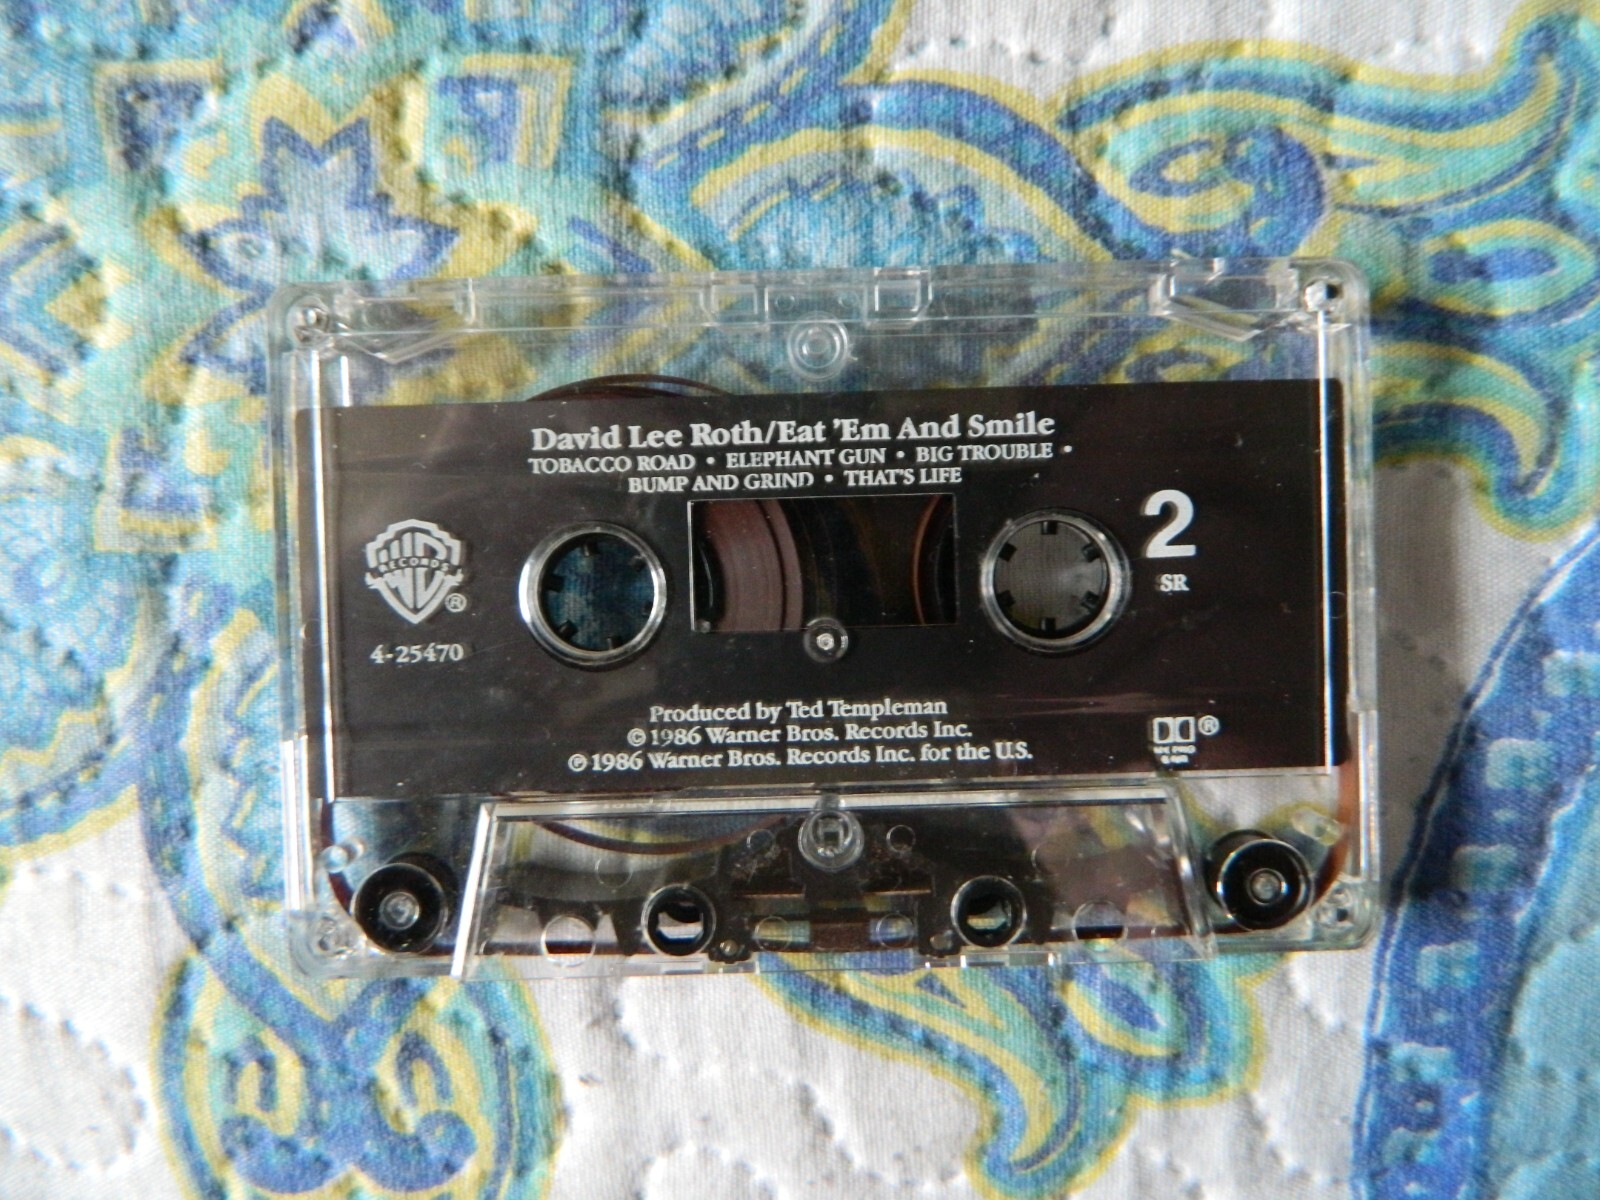 David Lee Roth/Eat 'Em And Smile
TOBACCO ROAD • ELEPHANT GUN • BIG TROUBLE •
BUMP AND GRIND • THAT'S LIFE
2
SR
RECORDS
®
4-25470
Produced by Ted Templeman
© 1986 Warner Bros. Records Inc.
℗ 1986 Warner Bros. Records Inc. for the U.S.
®
HX PRO